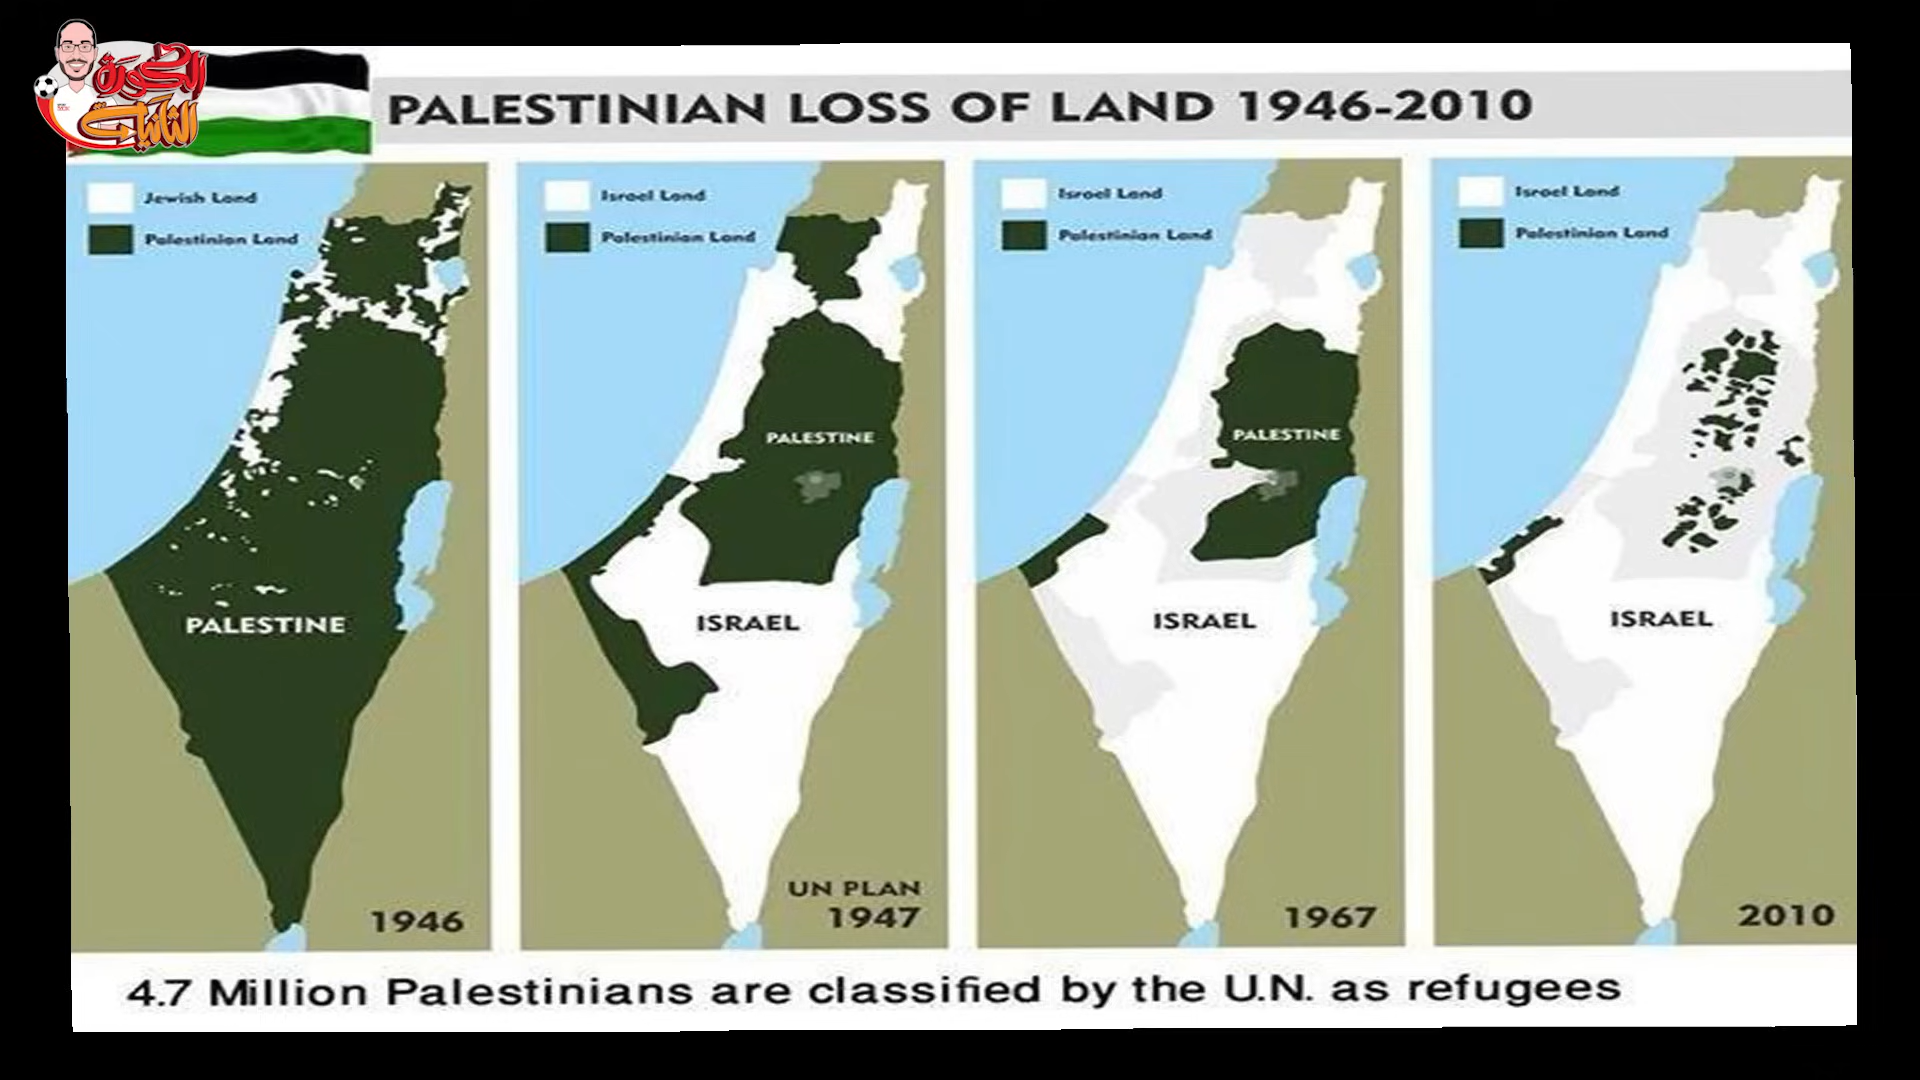 الكورة
التانية
PALESTINIAN LOSS OF LAND 1946-2010
Jewish Land
Palestinian Land
PALESTINE
1946
Israel Land
Palestinian Land
PALESTINE
ISRAEL
UN PLAN
1947
Israel Land
Palestinian Land
PALESTINE
ISRAEL
1967
Israel Land
Palestinian Land
ISRAEL
2010
4.7 Million Palestinians are classified by the U.N. as refugees